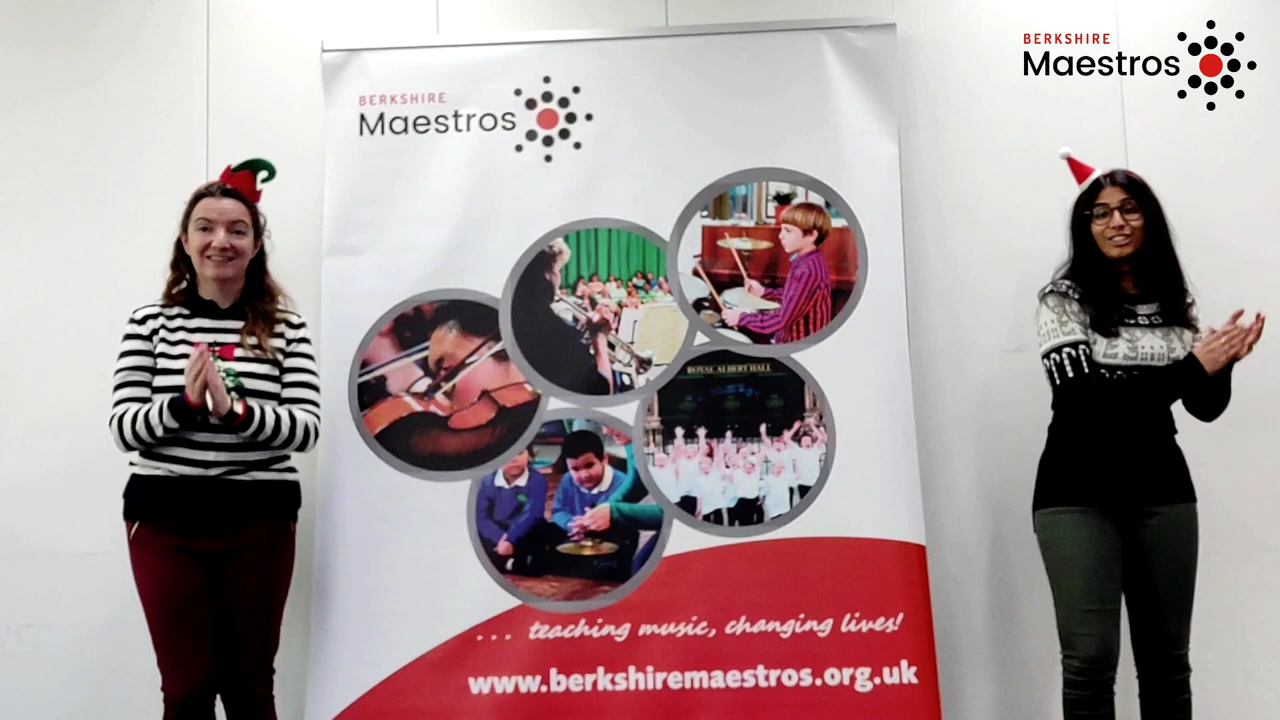 BERKSHIRE
Maestros
BERKSHIRE
Maestros
ROYAL ALBERT HALL
... teaching music, changing lives!
www.berkshiremaestros.org.uk